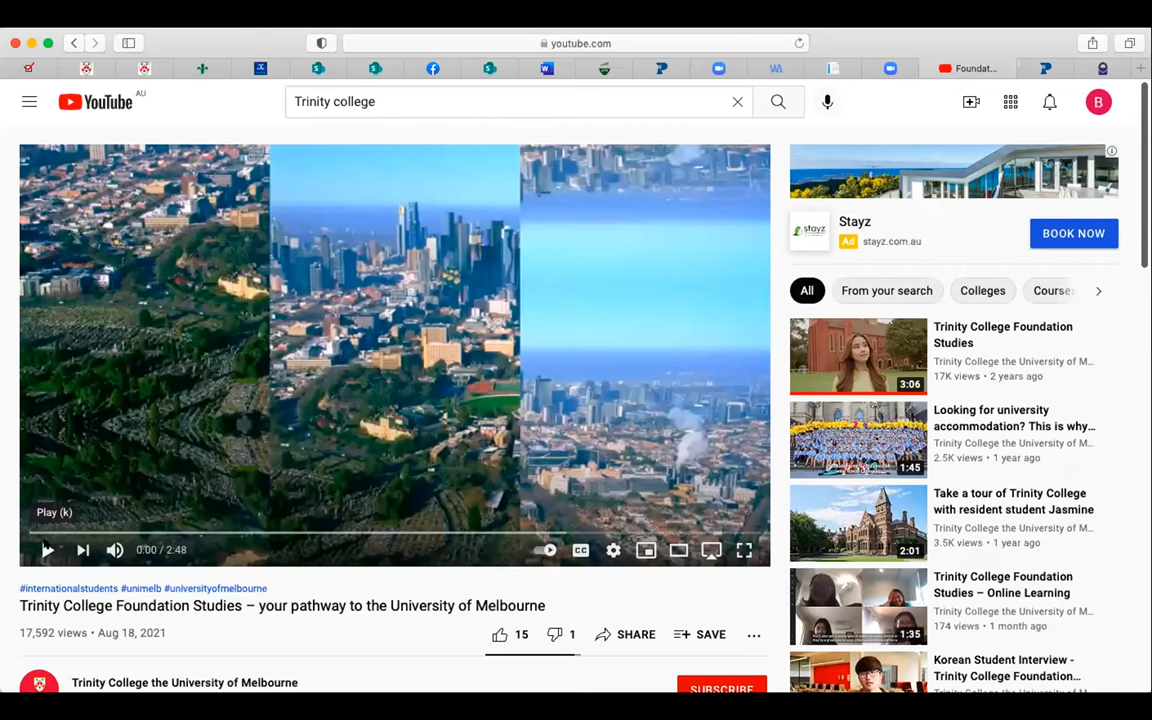 youtube.com
Foundat...
YouTube AU
Trinity college
B
Play (k)
0:00 / 2:48
CC
#internationalstudents #unimelb #universityofmelbourne
Trinity College Foundation Studies – your pathway to the University of Melbourne
17,592 views • Aug 18, 2021
15
1
SHARE
SAVE
Trinity College the University of Melbourne
SUBSCRIBE
stayz
Stayz
Ad stayz.com.au
BOOK NOW
All
From your search
Colleges
Course
Trinity College Foundation
Studies
Trinity College the University of M...
17K views • 2 years ago
3:06
Looking for university
accommodation? This is why...
Trinity College the University of M...
2.5K views • 1 year ago
1:45
Take a tour of Trinity College
with resident student Jasmine
Trinity College the University of M...
3.5K views • 1 year ago
2:01
Trinity College Foundation
Studies – Online Learning
Trinity College the University of M...
174 views • 1 month ago
1:35
Korean Student Interview -
Trinity College Foundation...